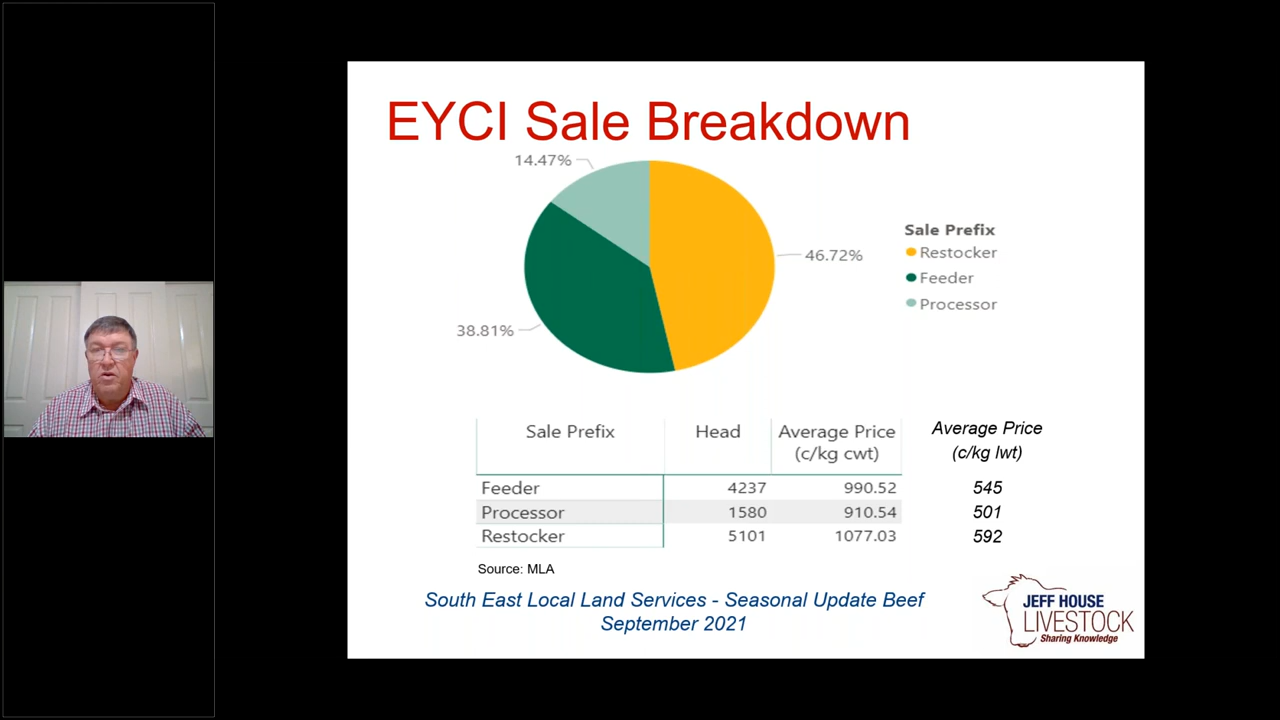 EYCI Sale Breakdown
14.47%
46.72%
38.81%
Sale Prefix
Restocker
Feeder
Processor
Sale Prefix Head Average Price (c/kg cwt) Average Price (c/kg lwt)
Feeder 4237 990.52 545
Processor 1580 910.54 501
Restocker 5101 1077.03 592
Source: MLA
South East Local Land Services - Seasonal Update Beef
September 2021
JEFF HOUSE
LIVESTOCK
Sharing Knowledge